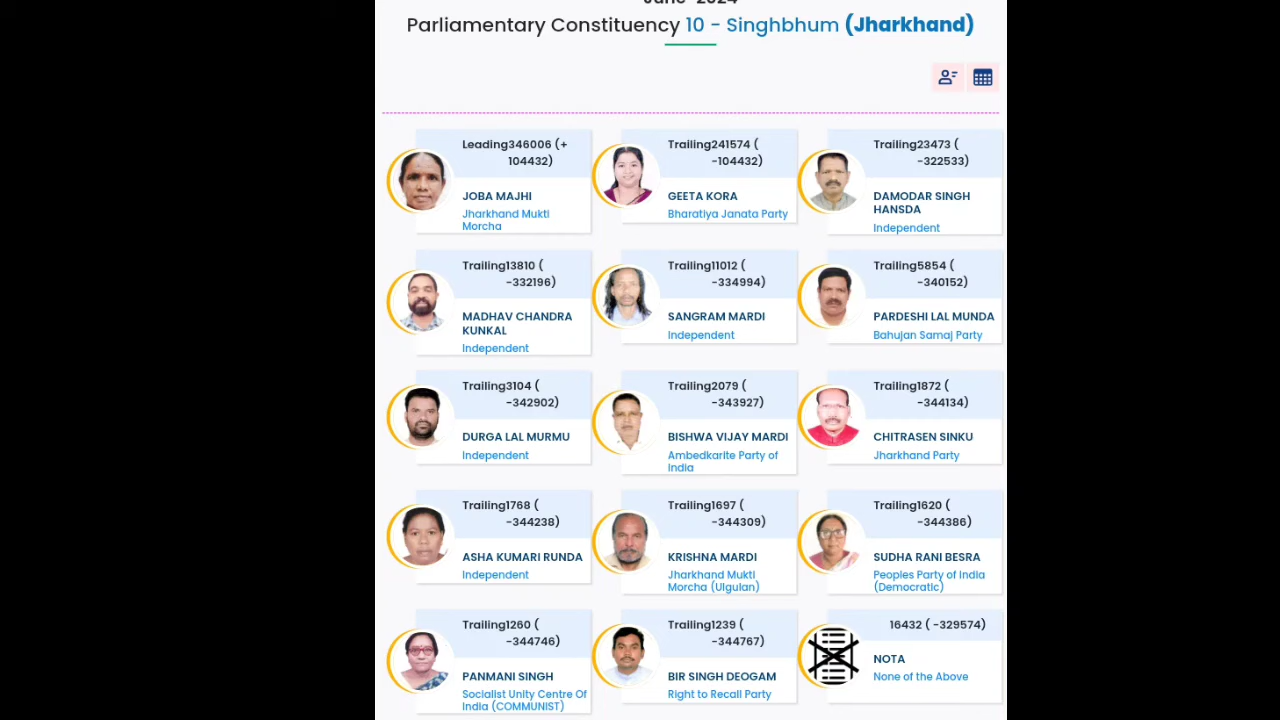 June-2024
Parliamentary Constituency 10 - Singhbhum (Jharkhand)
Leading346006 (+
104432)
JOBA MAJHI
Jharkhand Mukti
Morcha
Trailing241574 (
-104432)
GEETA KORA
Bharatiya Janata Party
Trailing23473 (
-322533)
DAMODAR SINGH
HANSDA
Independent
Trailing13810 (
-332196)
MADHAV CHANDRA
KUNKAL
Independent
Trailing11012 (
-334994)
SANGRAM MARDI
Independent
Trailing5854 (
-340152)
PARDESHI LAL MUNDA
Bahujan Samaj Party
Trailing3104 (
-342902)
DURGA LAL MURMU
Independent
Trailing2079 (
-343927)
BISHWA VIJAY MARDI
Ambedkarite Party of
India
Trailing1872 (
-344134)
CHITRASEN SINKU
Jharkhand Party
Trailing1768 (
-344238)
ASHA KUMARI RUNDA
Independent
Trailing1697 (
-344309)
KRISHNA MARDI
Jharkhand Mukti
Morcha (Ulgulan)
Trailing1620 (
-344386)
SUDHA RANI BESRA
Peoples Party of India
(Democratic)
Trailing1260 (
-344746)
PANMANI SINGH
Socialist Unity Centre Of
India (COMMUNIST)
Trailing1239 (
-344767)
BIR SINGH DEOGAM
Right to Recall Party
16432 ( -329574)
NOTA
None of the Above